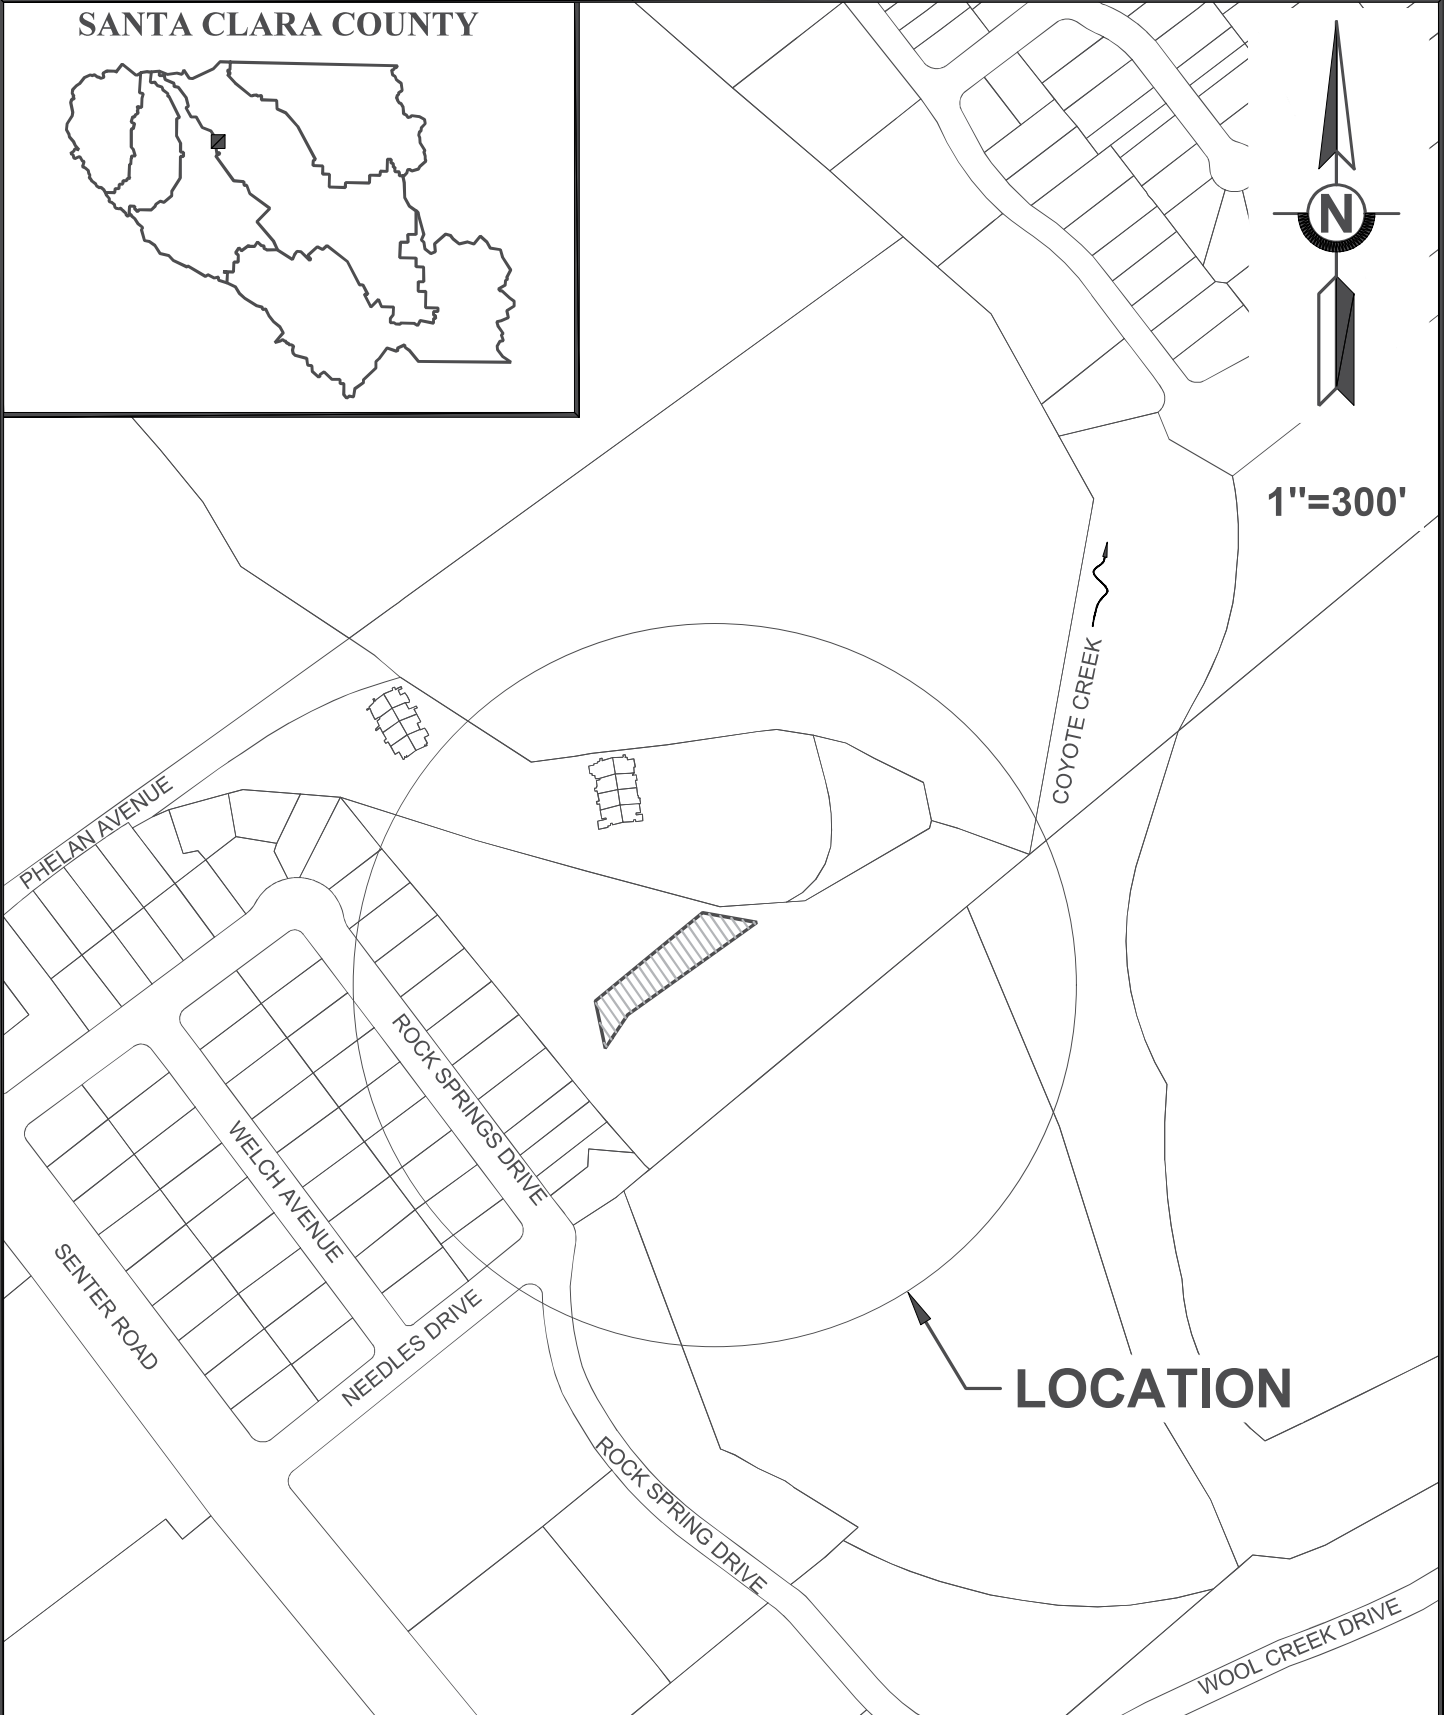 SANTA CLARA COUNTY
N
1"=300'
COYOTE CREEK
PHELAN AVENUE
ROCK SPRINGS DRIVE
WELCH AVENUE
SENTER ROAD
NEEDLES DRIVE
LOCATION
ROCK SPRING DRIVE
WOOL CREEK DRIVE